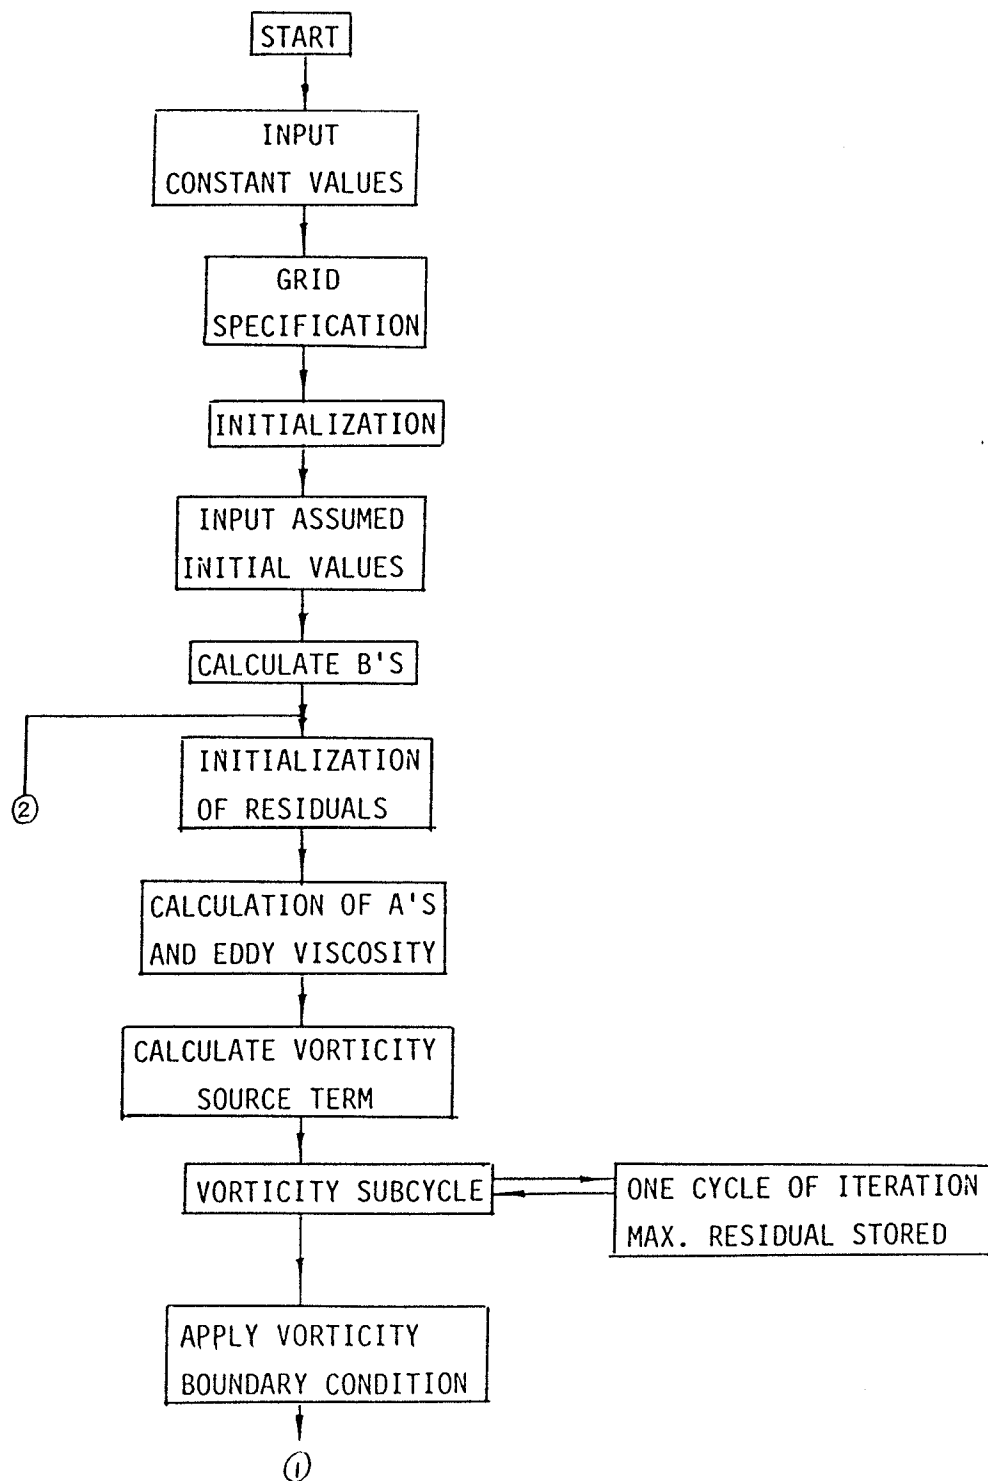 START
INPUT
CONSTANT VALUES
GRID
SPECIFICATION
INITIALIZATION
INPUT ASSUMED
INITIAL VALUES
CALCULATE B'S
INITIALIZATION
OF RESIDUALS
2
CALCULATION OF A'S
AND EDDY VISCOSITY
CALCULATE VORTICITY
SOURCE TERM
VORTICITY SUBCYCLE
ONE CYCLE OF ITERATION
MAX. RESIDUAL STORED
APPLY VORTICITY
BOUNDARY CONDITION
1